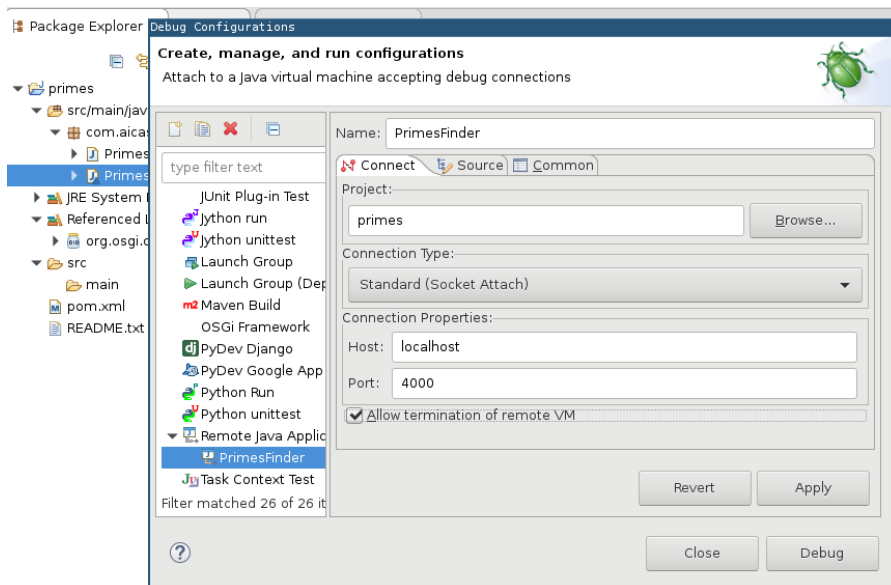 Package Explorer
primes
src/main/jav
com.aicas
Primes
Primes
JRE System
Referenced L
org.osgi.c
src
main
pom.xml
README.txt
Debug Configurations
Create, manage, and run configurations
Attach to a Java virtual machine accepting debug connections
type filter text
JUnit Plug-in Test
Jython run
Jython unittest
Launch Group
Launch Group (Dep
m2 Maven Build
OSGi Framework
dj PyDev Django
PyDev Google App
Python Run
Python unittest
Remote Java Applic
PrimesFinder
Task Context Test
Filter matched 26 of 26 it
Name: PrimesFinder
Connect Source Common
Project:
primes Browse...
Connection Type:
Standard (Socket Attach)
Connection Properties:
Host: localhost
Port: 4000
Allow termination of remote VM
Revert Apply
? Close Debug